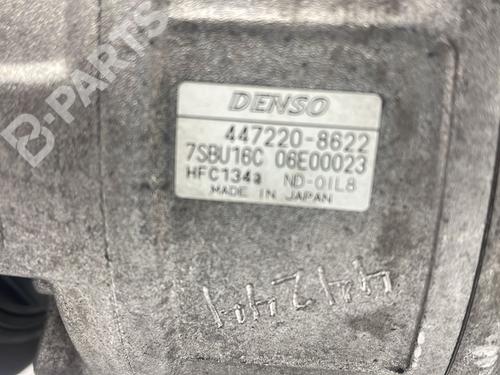 B-PARTS
DENSO
447220-8622
7SBU16C 06E00023
HFC134a ND-OIL8
MADE IN JAPAN